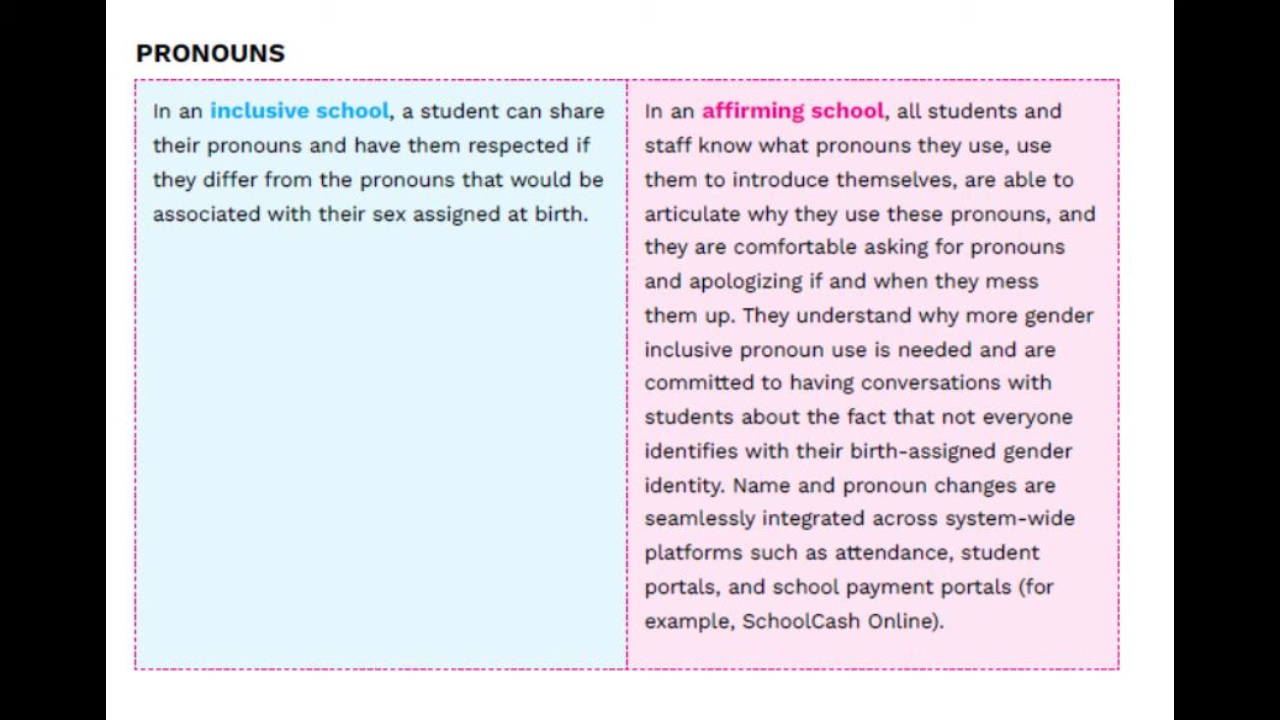 PRONOUNS
In an inclusive school, a student can share
their pronouns and have them respected if
they differ from the pronouns that would be
associated with their sex assigned at birth.
In an affirming school, all students and
staff know what pronouns they use, use
them to introduce themselves, are able to
articulate why they use these pronouns, and
they are comfortable asking for pronouns
and apologizing if and when they mess
them up. They understand why more gender
inclusive pronoun use is needed and are
committed to having conversations with
students about the fact that not everyone
identifies with their birth-assigned gender
identity. Name and pronoun changes are
seamlessly integrated across system-wide
platforms such as attendance, student
portals, and school payment portals (for
example, SchoolCash Online).